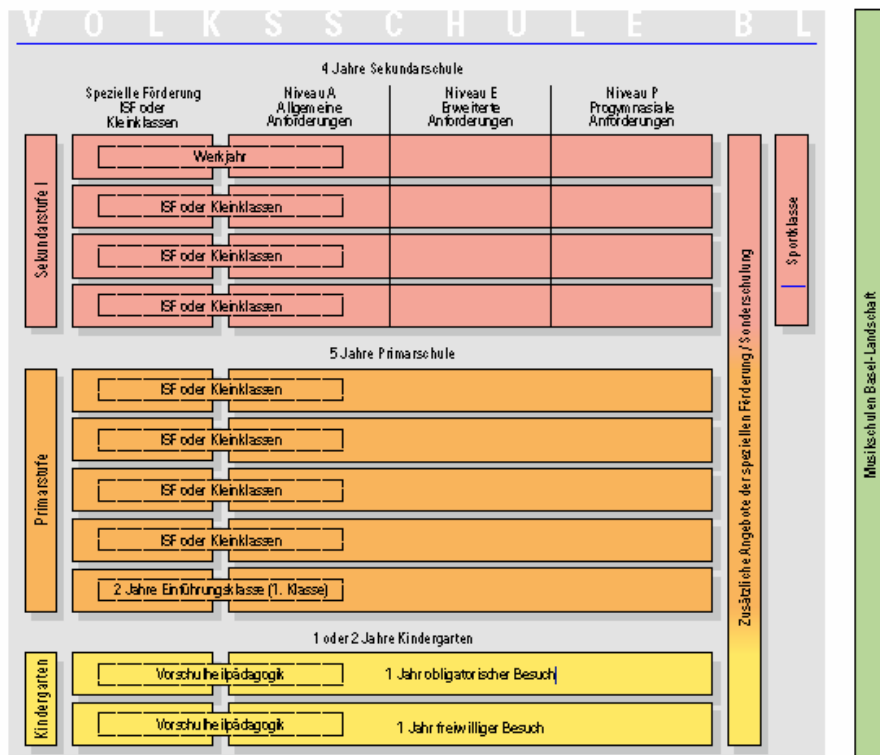 VOLKSSCHULE BL
4 Jahre Sekundarschule
Spezielle Förderung
ISF oder
Kleinklassen
Niveau A
Allgemeine
Anforderungen
Niveau E
Erweiterte
Anforderungen
Niveau P
Progymnasiale
Anforderungen
Sekundarstufe I
Werkjahr
ISF oder Kleinklassen
ISF oder Kleinklassen
ISF oder Kleinklassen
5 Jahre Primarschule
Primarstufe
ISF oder Kleinklassen
ISF oder Kleinklassen
ISF oder Kleinklassen
ISF oder Kleinklassen
2 Jahre Einführungsklasse (1. Klasse)
1 oder 2 Jahre Kindergarten
Kindergarten
Vorschulheilpädagogik
1 Jahr obligatorischer Besuch
Vorschulheilpädagogik
1 Jahr freiwilliger Besuch
Zusätzliche Angebote der speziellen Förderung / Sonderschulung
Sportklasse
Musikschulen Basel-Landschaft